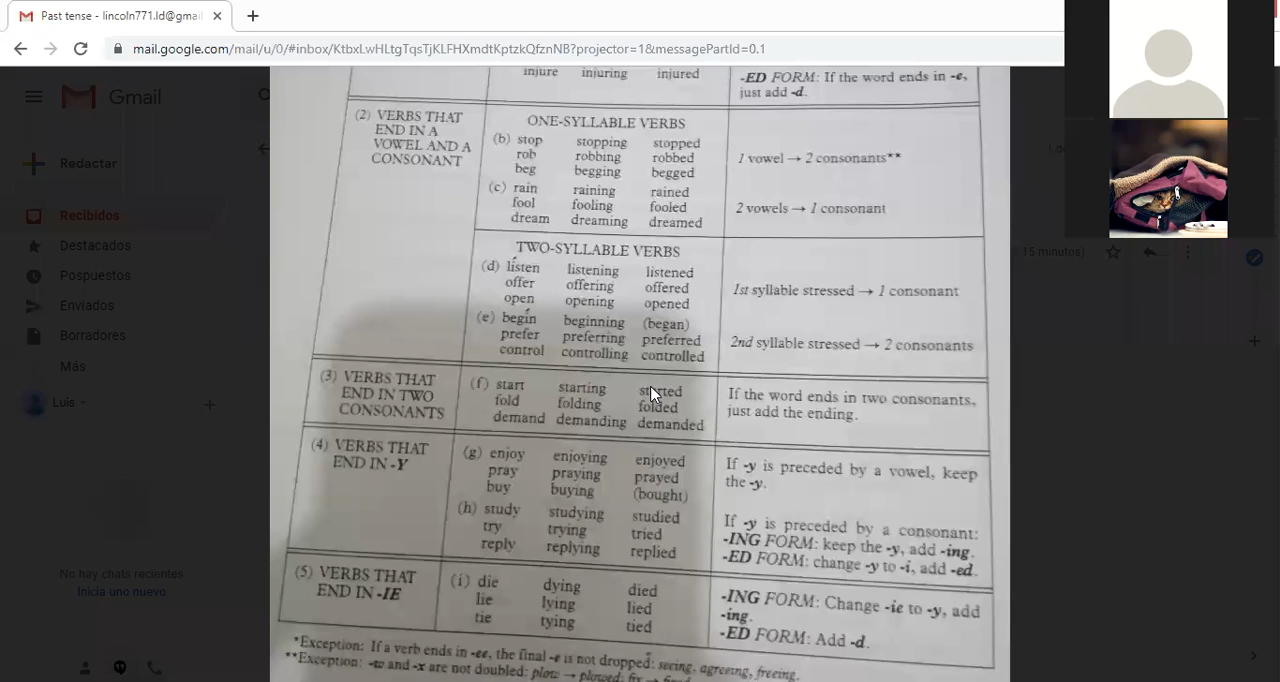 Past tense - lincoln771.ld@gmai
mail.google.com/mail/u/0/#inbox/KtbxLwHLtgTqsTjKLFHXmdtKptzkQfznNB?projector=1&messagePartId=0.1
Gmail
Redactar
Recibidos
Destacados
Pospuestos
Enviados
Borradores
Más
Luis
No hay chats recientes
Inicia uno nuevo
15 minutos)
injure injuring injured
-ED FORM: If the word ends in -e,
just add -d.
(2) VERBS THAT
END IN A
VOWEL AND A
CONSONANT
ONE-SYLLABLE VERBS
(b) stop stopping stopped
rob robbing robbed
beg begging begged
1 vowel → 2 consonants**
(c) rain raining rained
fool fooling fooled
dream dreaming dreamed
2 vowels → 1 consonant
TWO-SYLLABLE VERBS
(d) lísten listening listened
offer offering offered
open opening opened
1st syllable stressed → 1 consonant
(e) begín beginning (began)
prefer preferring preferred
control controlling controlled
2nd syllable stressed → 2 consonants
(3) VERBS THAT
END IN TWO
CONSONANTS
(f) start starting started
fold folding folded
demand demanding demanded
If the word ends in two consonants,
just add the ending.
(4) VERBS THAT
END IN -Y
(g) enjoy enjoying enjoyed
pray praying prayed
buy buying (bought)
If -y is preceded by a vowel, keep
the -y.
(h) study studying studied
try trying tried
reply replying replied
If -y is preceded by a consonant:
-ING FORM: keep the -y, add -ing.
-ED FORM: change -y to -i, add -ed.
(5) VERBS THAT
END IN -IE
(i) die dying died
lie lying lied
tie tying tied
-ING FORM: Change -ie to -y, add
-ing.
-ED FORM: Add -d.
*Exception: If a verb ends in -ee, the final -e is not dropped: seeing, agreeing, freeing.
**Exception: -w and -x are not doubled: plow → plowed; fix → fixed.